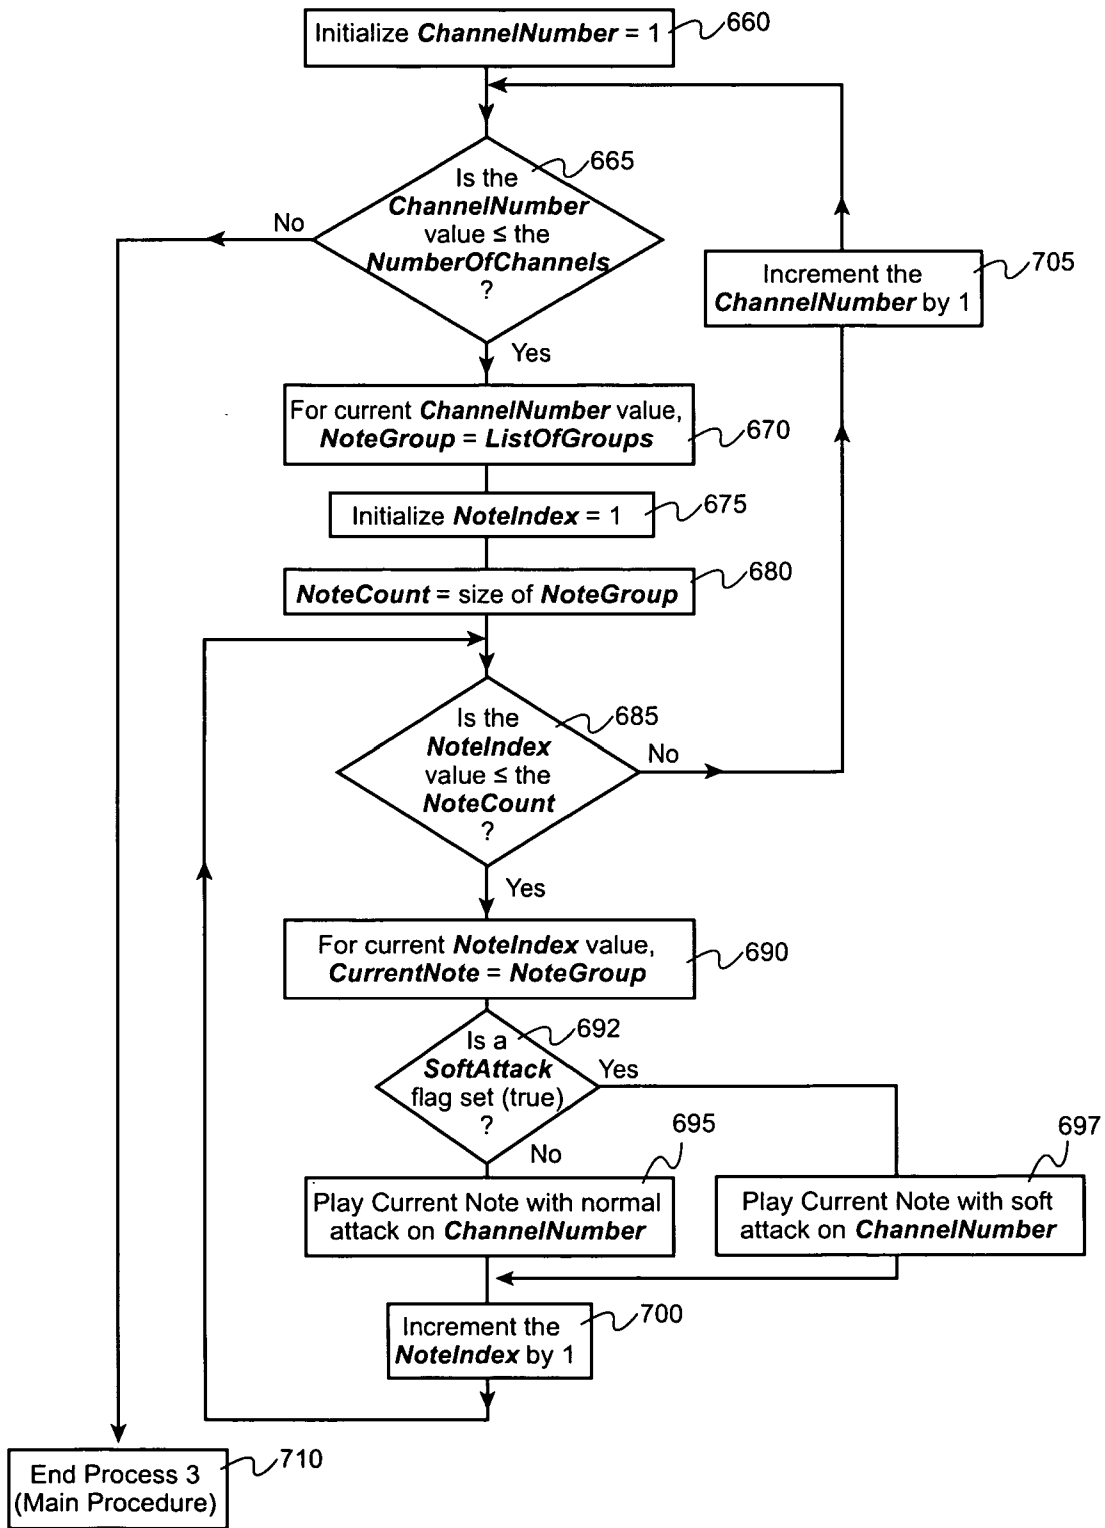 Initialize ChannelNumber = 1
660
Is the
ChannelNumber
value ≤ the
NumberOfChannels
?
665
No
Yes
Increment the
ChannelNumber by 1
705
For current ChannelNumber value,
NoteGroup = ListOfGroups
670
Initialize NoteIndex = 1
675
NoteCount = size of NoteGroup
680
Is the
NoteIndex
value ≤ the
NoteCount
?
685
No
Yes
For current NoteIndex value,
CurrentNote = NoteGroup
690
Is a
SoftAttack
flag set (true)
?
692
Yes
No
Play Current Note with normal
attack on ChannelNumber
695
Play Current Note with soft
attack on ChannelNumber
697
Increment the
NoteIndex by 1
700
End Process 3
(Main Procedure)
710